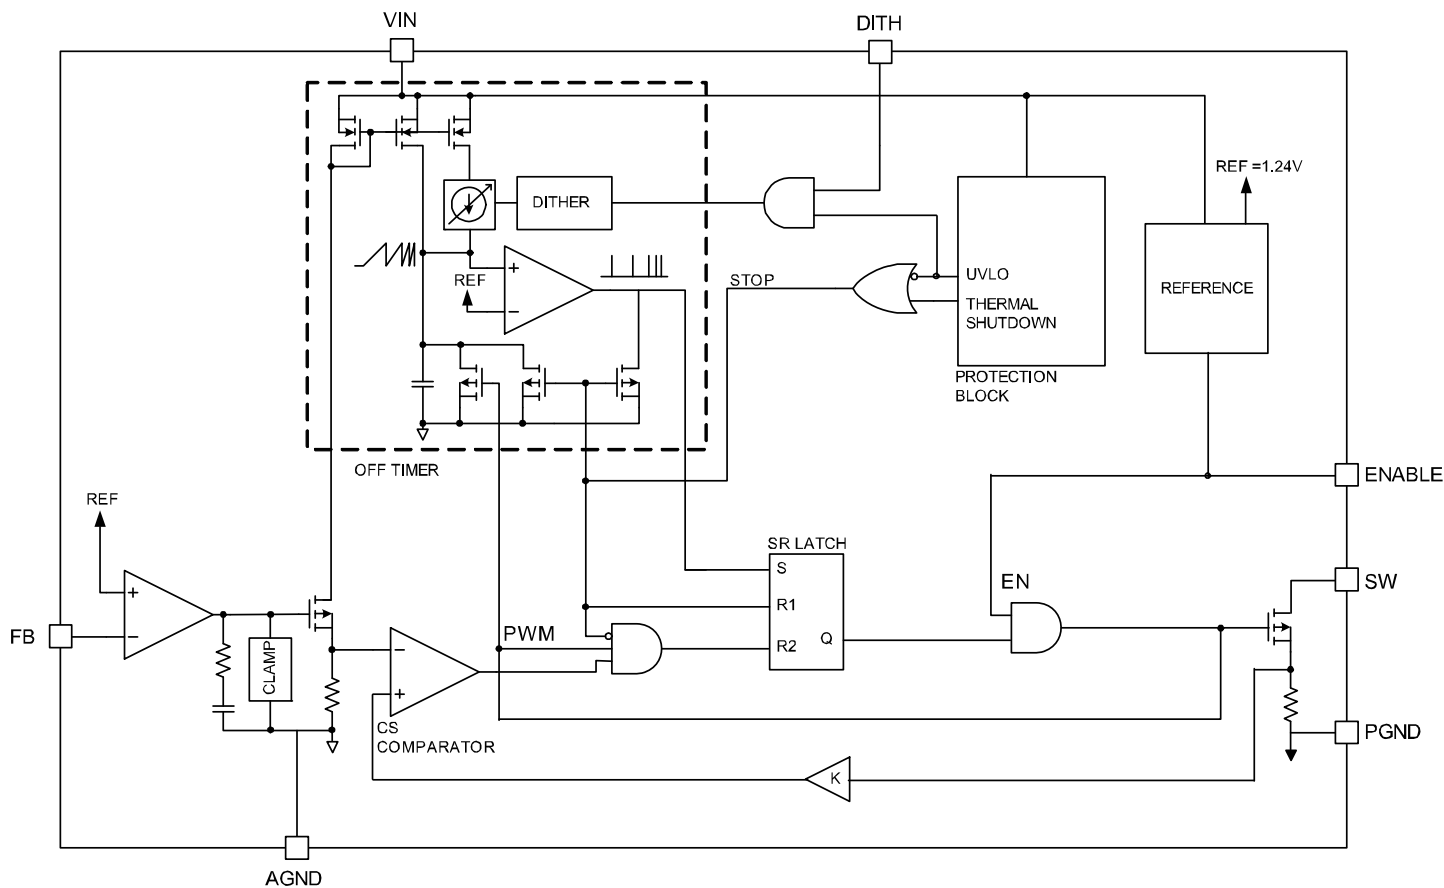 VIN
DITH
REF =1.24V
DITHER
REF
+
−
STOP
UVLO
THERMAL
SHUTDOWN
REFERENCE
PROTECTION
BLOCK
OFF TIMER
ENABLE
REF
SR LATCH
S
EN
SW
+
R1
FB
−
PWM
Q
R2
CLAMP
−
+
CS
COMPARATOR
PGND
K
AGND